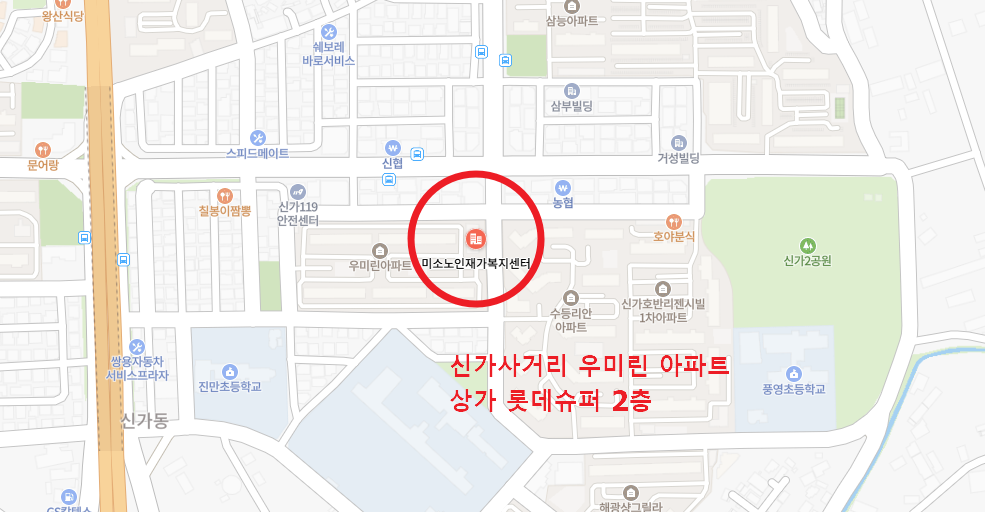 왕산식당
삼능아파트
쉐보레
바로서비스
삼부빌딩
스피드메이트
문어랑
신협
거성빌딩
칠봉이짬뽕
신가119
안전센터
농협
호야분식
우미린아파트
미소노인재가복지센터
신가2공원
수등리안
아파트
신가호반리젠시빌
1차아파트
쌍용자동차
서비스프라자
진만초등학교
신가사거리 우미린 아파트
상가 롯데슈퍼 2층
풍영초등학교
신가동
해광샹그릴라
GS칼텍스